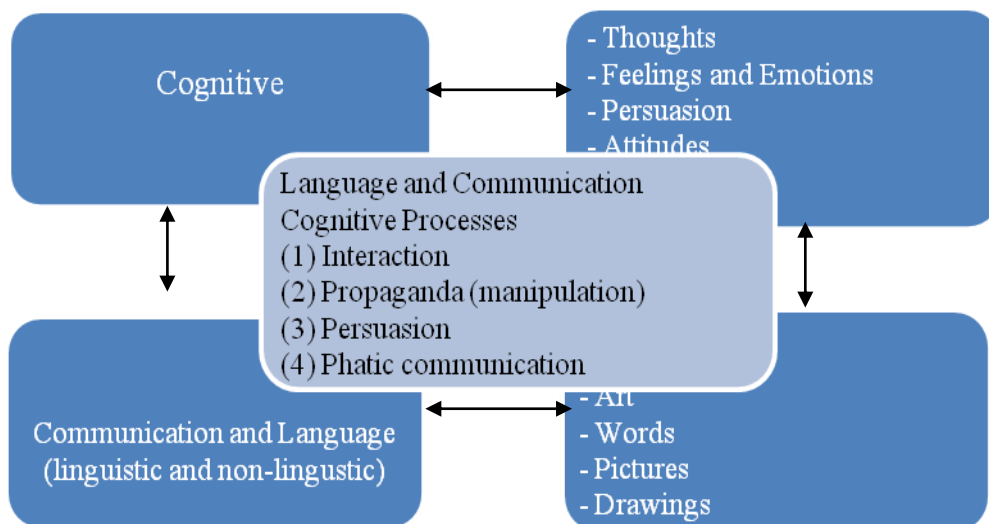 Cognitive
- Thoughts
- Feelings and Emotions
- Persuasion
- Attitudes
Language and Communication
Cognitive Processes
(1) Interaction
(2) Propaganda (manipulation)
(3) Persuasion
(4) Phatic communication
Communication and Language
(linguistic and non-lingustic)
- Art
- Words
- Pictures
- Drawings